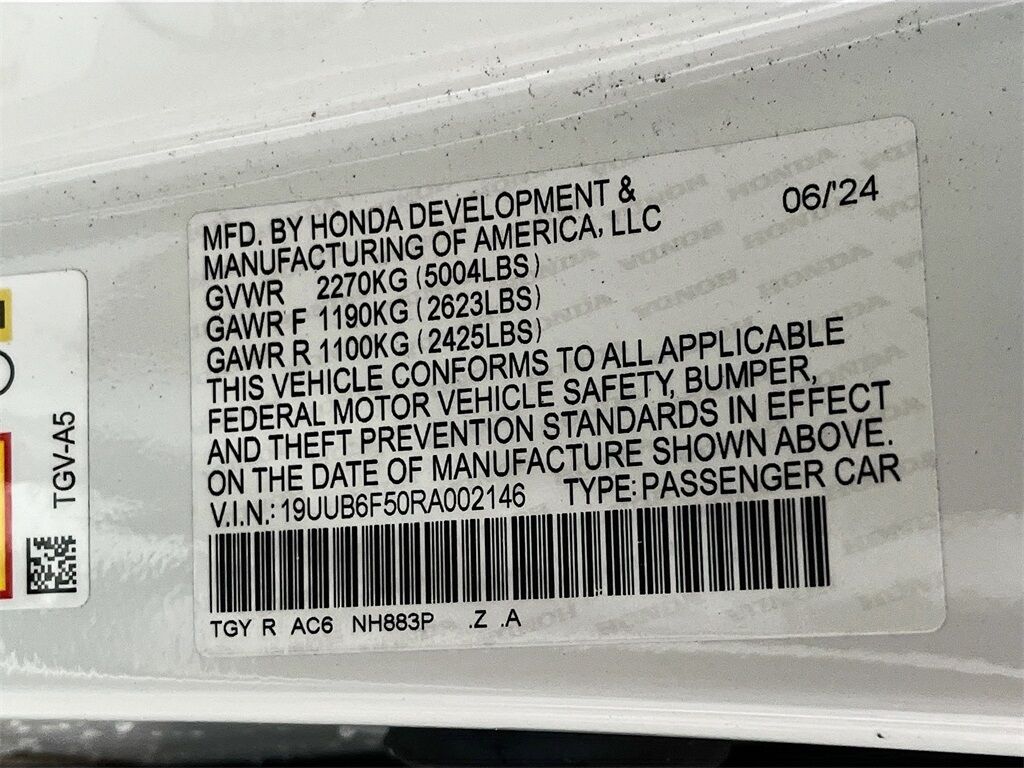 MFD. BY HONDA DEVELOPMENT &
MANUFACTURING OF AMERICA, LLC
06/'24
GVWR 2270KG (5004LBS)
GAWR F 1190KG (2623LBS)
GAWR R 1100KG (2425LBS)
THIS VEHICLE CONFORMS TO ALL APPLICABLE
FEDERAL MOTOR VEHICLE SAFETY, BUMPER,
AND THEFT PREVENTION STANDARDS IN EFFECT
ON THE DATE OF MANUFACTURE SHOWN ABOVE.
V.I.N.: 19UUB6F50RA002146 TYPE: PASSENGER CAR
TGY R AC6 NH883P .Z .A
TGV-A5